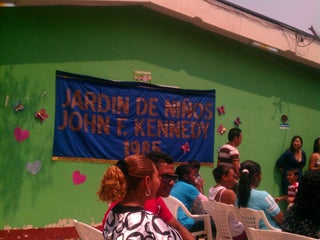 JARDIN DE NIÑOS
JOHN F. KENNEDY
1985